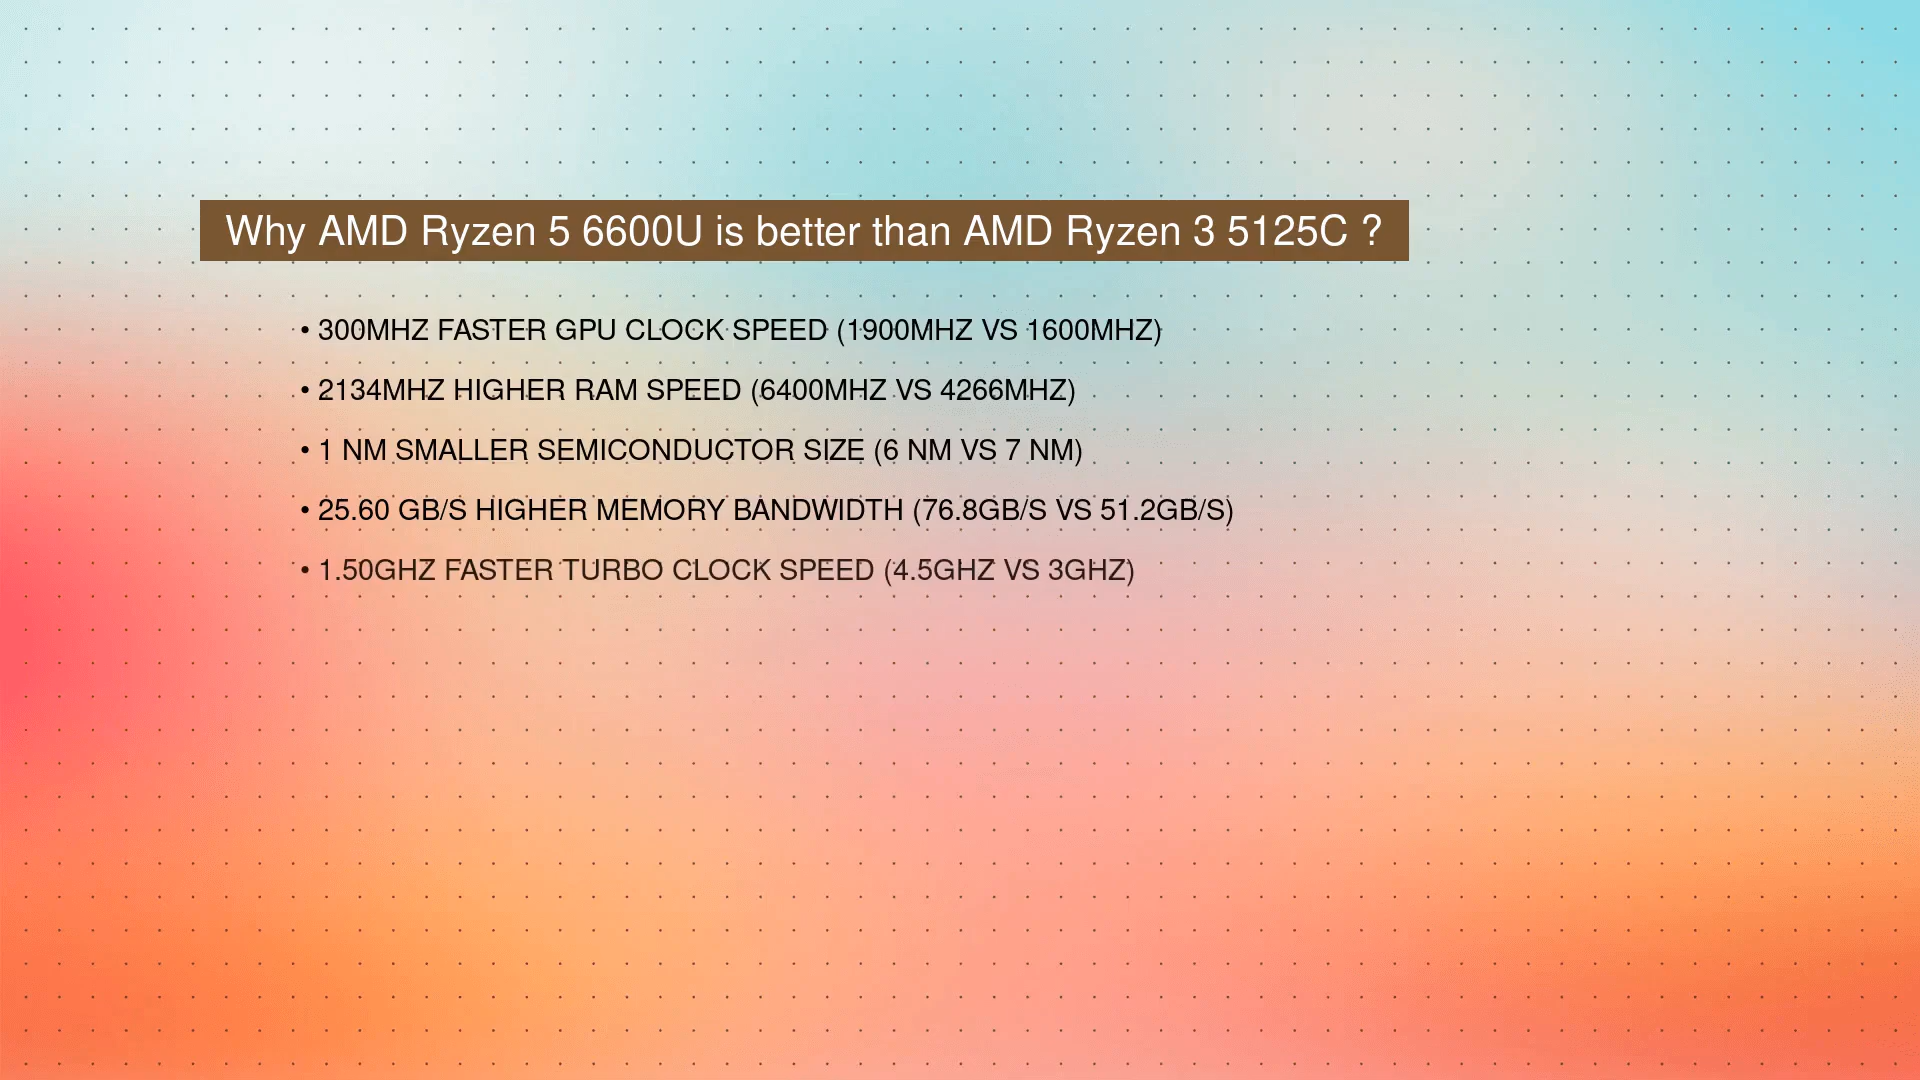 Why AMD Ryzen 5 6600U is better than AMD Ryzen 3 5125C ?
• 300MHZ FASTER GPU CLOCK SPEED (1900MHZ VS 1600MHZ)
• 2134MHZ HIGHER RAM SPEED (6400MHZ VS 4266MHZ)
• 1 NM SMALLER SEMICONDUCTOR SIZE (6 NM VS 7 NM)
• 25.60 GB/S HIGHER MEMORY BANDWIDTH (76.8GB/S VS 51.2GB/S)
• 1.50GHZ FASTER TURBO CLOCK SPEED (4.5GHZ VS 3GHZ)